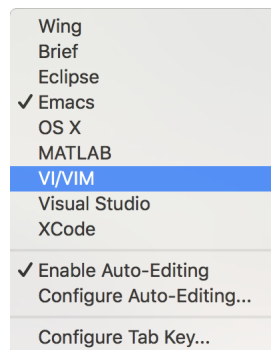 Wing
Brief
Eclipse
✓ Emacs
OS X
MATLAB
VI/VIM
Visual Studio
XCode
✓ Enable Auto-Editing
Configure Auto-Editing...
Configure Tab Key...